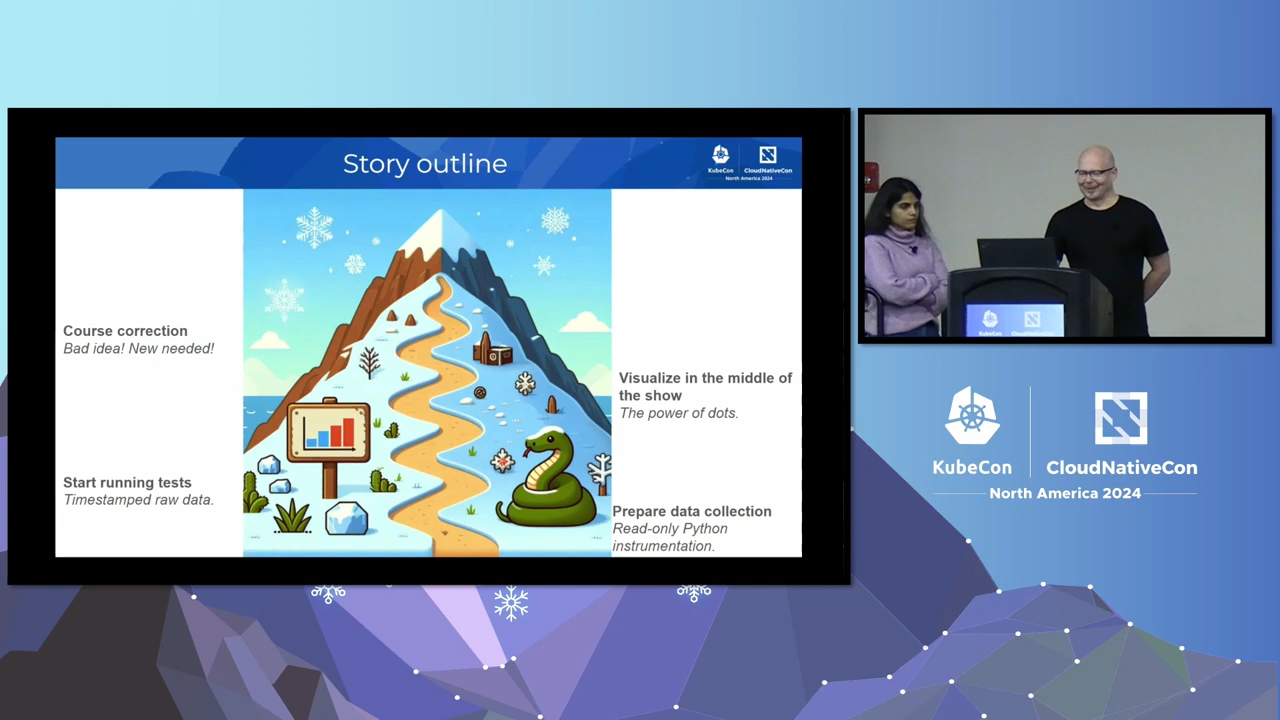 Story outline
KubeCon
CloudNativeCon
North America 2024
Course correction
Bad idea! New needed!
Visualize in the middle of
the show
The power of dots.
Start running tests
Timestamped raw data.
Prepare data collection
Read-only Python
instrumentation.
KubeCon
CloudNativeCon
North America 2024